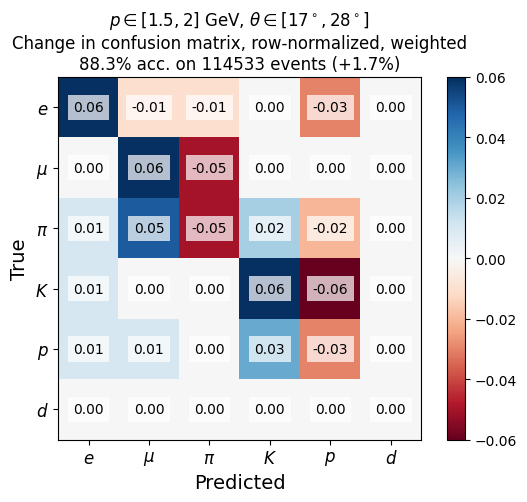 p ∈ [1.5, 2] GeV, θ ∈ [17°, 28°]
Change in confusion matrix, row-normalized, weighted
88.3% acc. on 114533 events (+1.7%)
True
e 0.06 -0.01 -0.01 0.00 -0.03 0.00
μ 0.00 0.06 -0.05 0.00 0.00 0.00
π 0.01 0.05 -0.05 0.02 -0.02 0.00
K 0.01 0.00 0.00 0.06 -0.06 0.00
p 0.01 0.01 0.00 0.03 -0.03 0.00
d 0.00 0.00 0.00 0.00 0.00 0.00
e μ π K p d
Predicted
0.06
0.04
0.02
0.00
−0.02
−0.04
−0.06